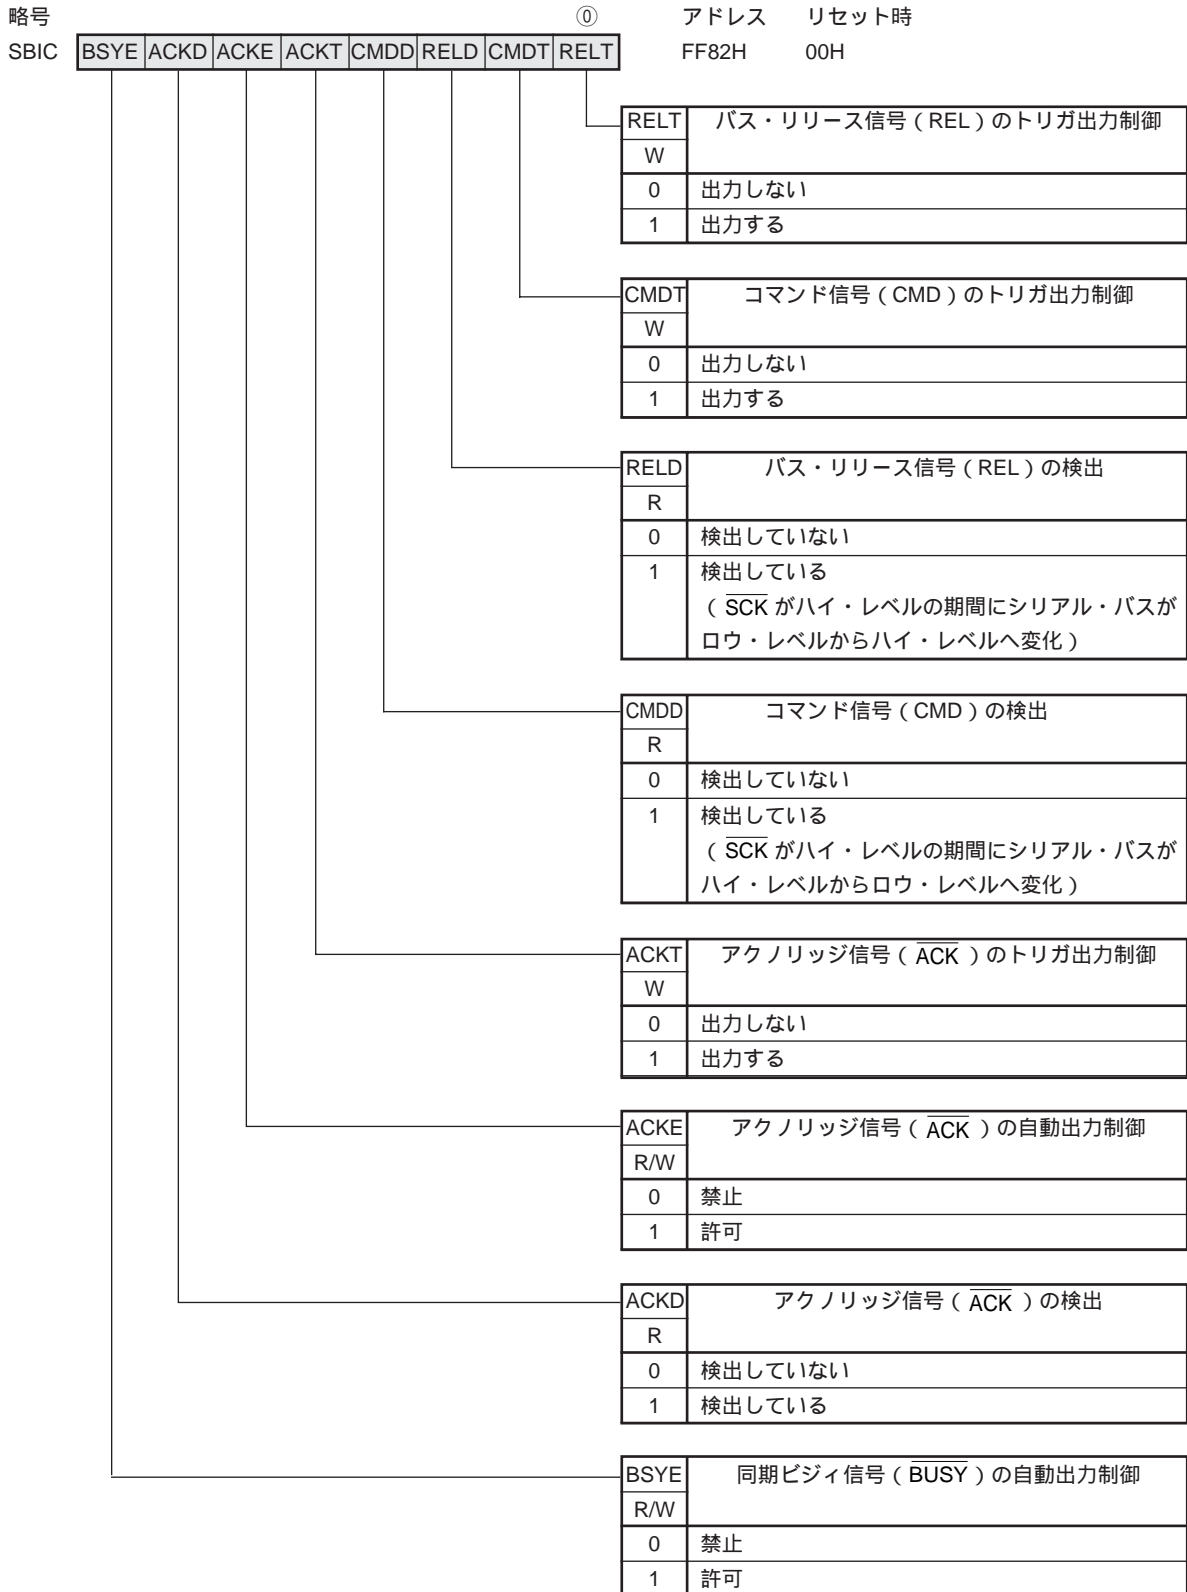 略号 ⓪ アドレス リセット時
SBIC BSYE ACKD ACKE ACKT CMDD RELD CMDT RELT FF82H 00H
RELT バス・リリース信号(REL)のトリガ出力制御
W
0 出力しない
1 出力する
CMDT コマンド信号(CMD)のトリガ出力制御
W
0 出力しない
1 出力する
RELD バス・リリース信号(REL)の検出
R
0 検出していない
1 検出している
(SCKがハイ・レベルの期間にシリアル・バスが
ロウ・レベルからハイ・レベルへ変化)
CMDD コマンド信号(CMD)の検出
R
0 検出していない
1 検出している
(SCKがハイ・レベルの期間にシリアル・バスが
ハイ・レベルからロウ・レベルへ変化)
ACKT アクノリッジ信号(ACK)のトリガ出力制御
W
0 出力しない
1 出力する
ACKE アクノリッジ信号(ACK)の自動出力制御
R/W
0 禁止
1 許可
ACKD アクノリッジ信号(ACK)の検出
R
0 検出していない
1 検出している
BSYE 同期ビジィ信号(BUSY)の自動出力制御
R/W
0 禁止
1 許可